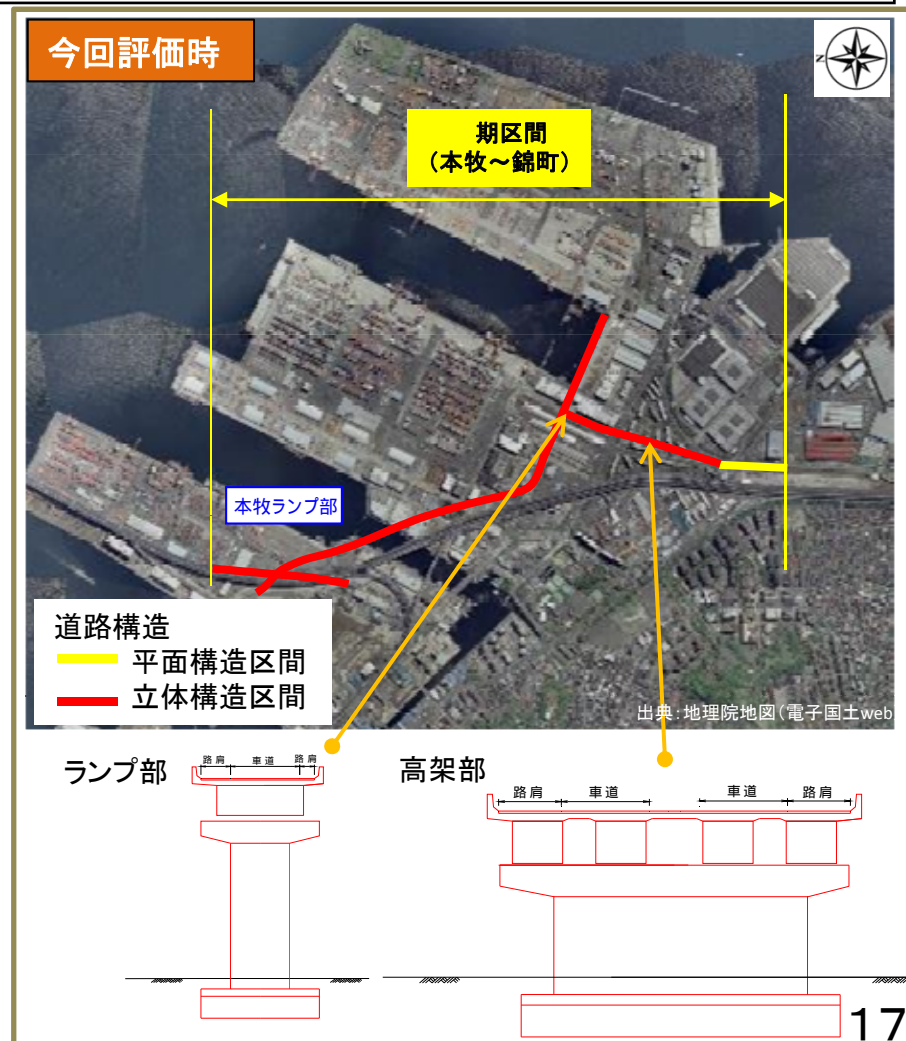 今回評価時
N
期区間
(本牧～錦町)
本牧ランプ部
道路構造
平面構造区間
立体構造区間
出典:地理院地図(電子国土web
ランプ部
路肩 車道 路肩
高架部
路肩 車道 車道 路肩
17